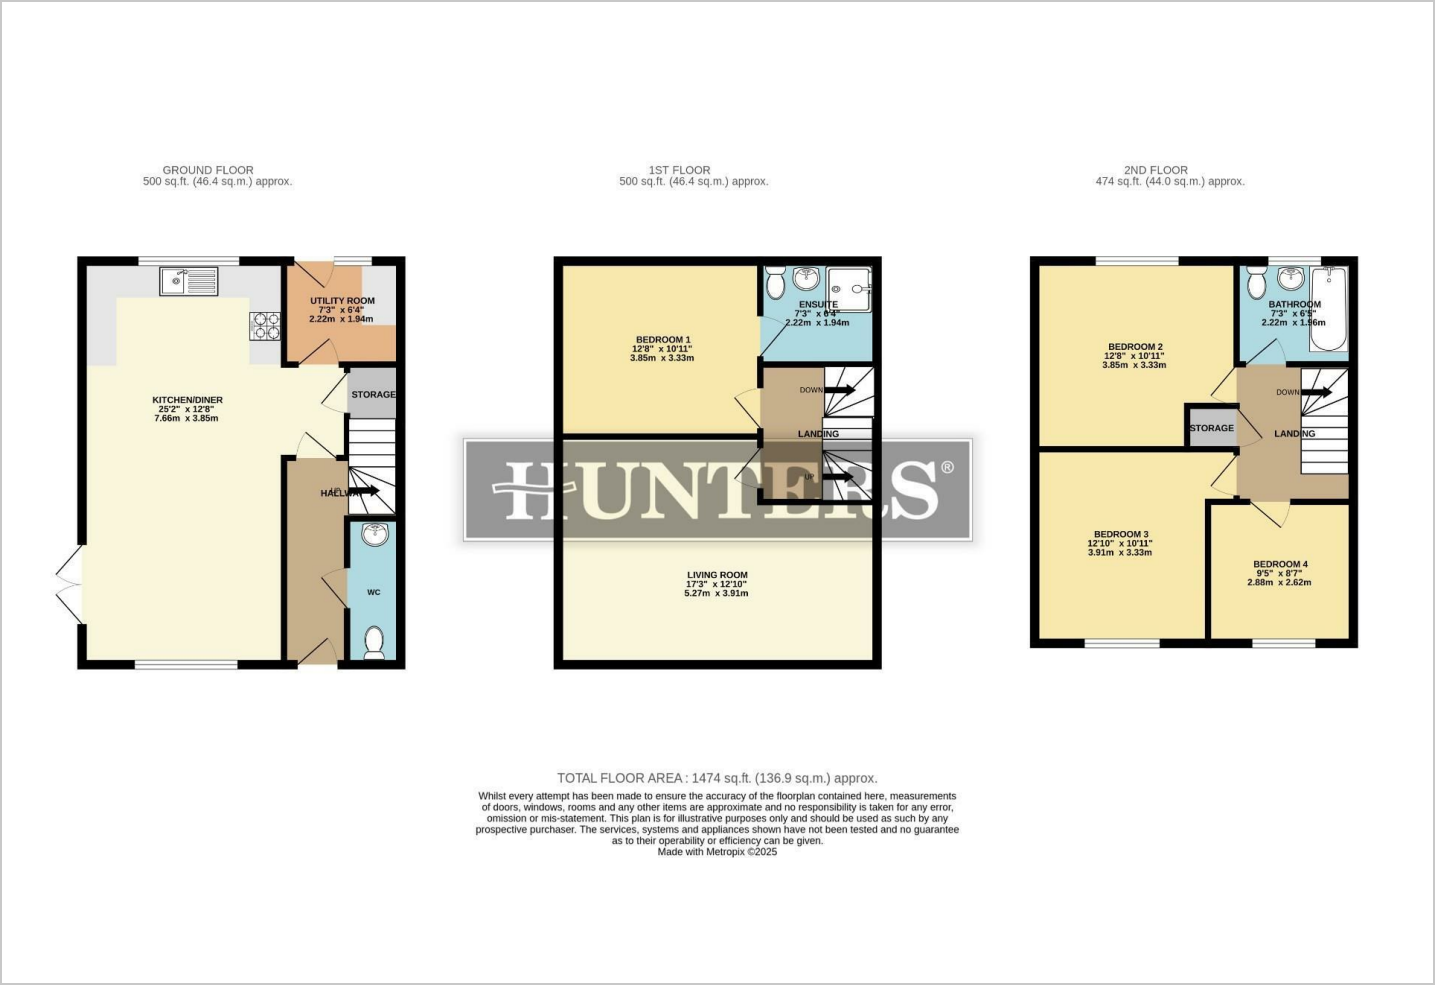 GROUND FLOOR
500 sq.ft. (46.4 sq.m.) approx.
UTILITY ROOM
7'3" x 6'4"
2.22m x 1.94m
KITCHEN/DINER
25'2" x 12'8"
7.66m x 3.85m
STORAGE
HALLWAY
WC
1ST FLOOR
500 sq.ft. (46.4 sq.m.) approx.
ENSUITE
7'3" x 6'4"
2.22m x 1.94m
BEDROOM 1
12'8" x 10'11"
3.85m x 3.33m
DOWN
LANDING
UP
HUNTERS®
LIVING ROOM
17'3" x 12'10"
5.27m x 3.91m
2ND FLOOR
474 sq.ft. (44.0 sq.m.) approx.
BATHROOM
7'3" x 6'5"
2.22m x 1.96m
BEDROOM 2
12'8" x 10'11"
3.85m x 3.33m
DOWN
STORAGE
LANDING
BEDROOM 3
12'10" x 10'11"
3.91m x 3.33m
BEDROOM 4
9'5" x 8'7"
2.88m x 2.62m
TOTAL FLOOR AREA : 1474 sq.ft. (136.9 sq.m.) approx.
Whilst every attempt has been made to ensure the accuracy of the floorplan contained here, measurements
of doors, windows, rooms and any other items are approximate and no responsibility is taken for any error,
omission or mis-statement. This plan is for illustrative purposes only and should be used as such by any
prospective purchaser. The services, systems and appliances shown have not been tested and no guarantee
as to their operability or efficiency can be given.
Made with Metropix ©2025